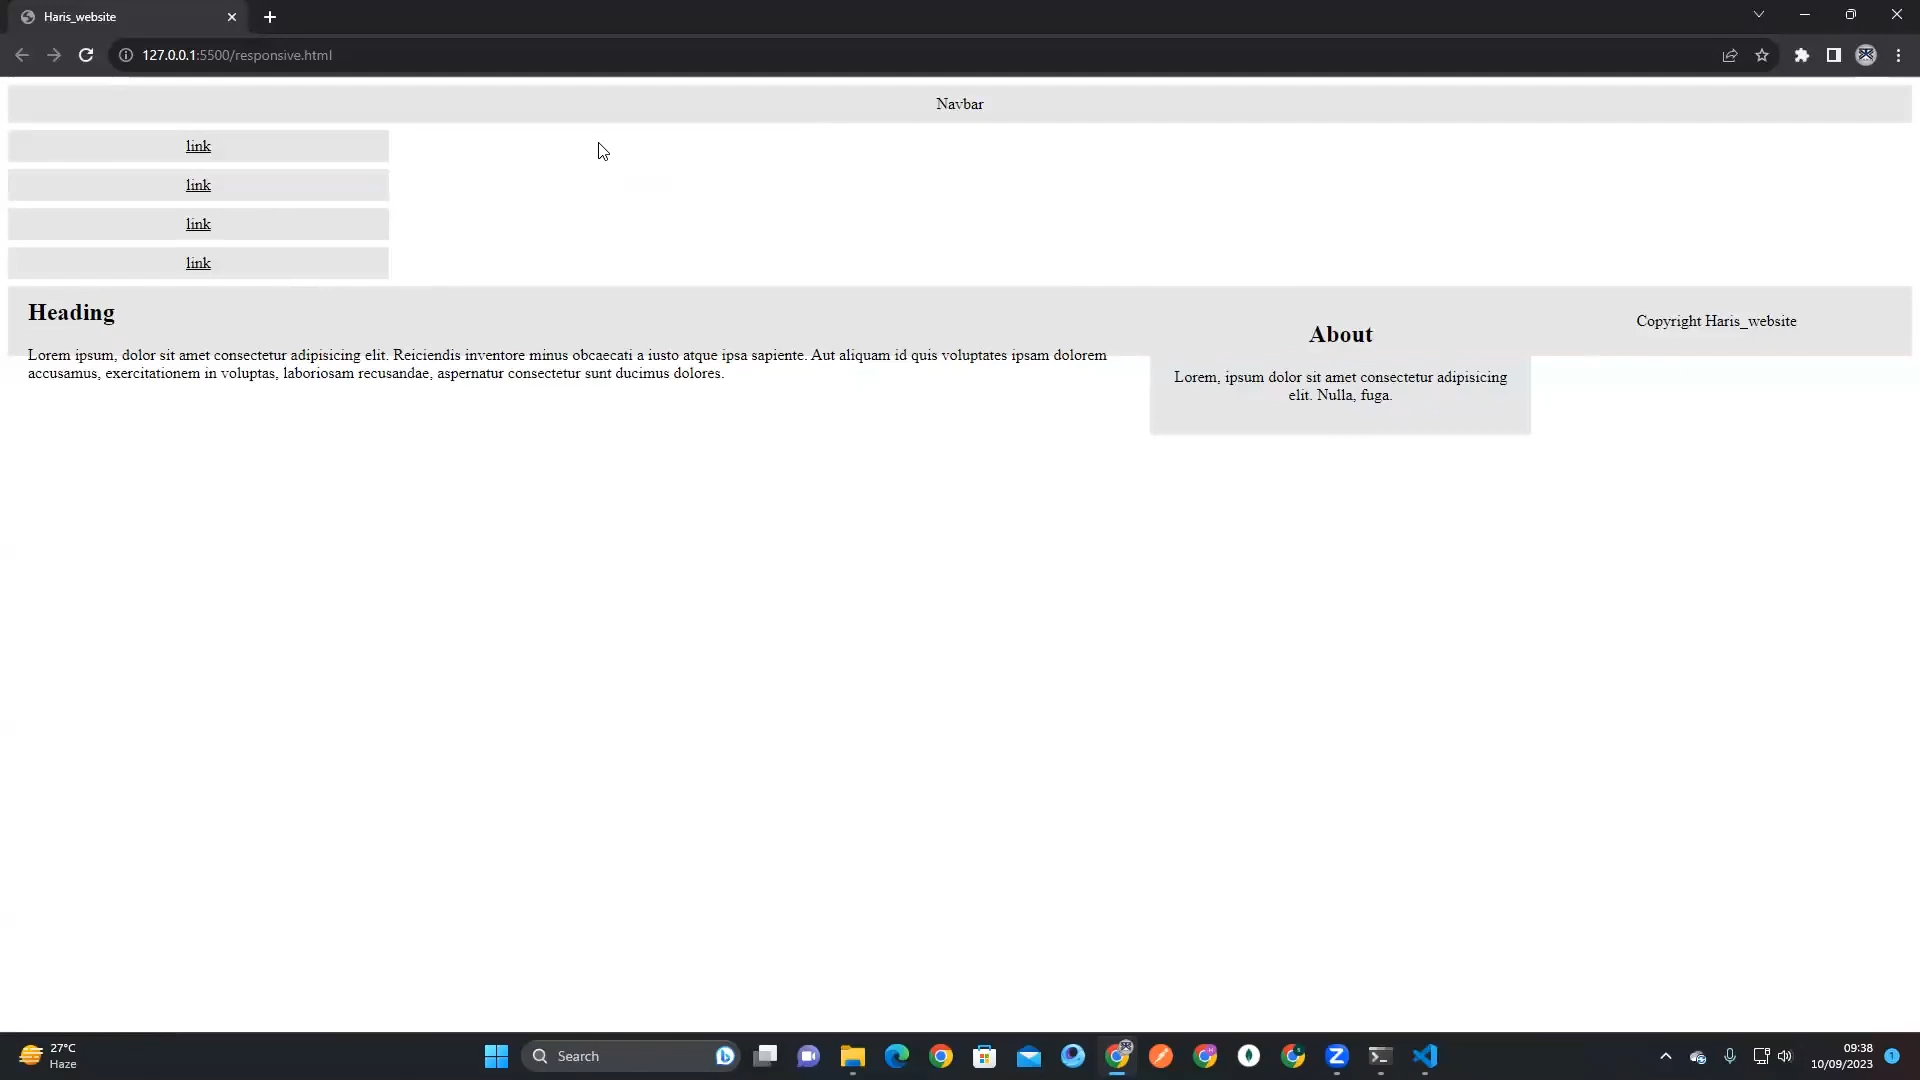 Haris_website
127.0.0.1:5500/responsive.html
Navbar
link
link
link
link
Heading
Lorem ipsum, dolor sit amet consectetur adipisicing elit. Reiciendis inventore minus obcaecati a iusto atque ipsa sapiente. Aut aliquam id quis voluptates ipsam dolorem
accusamus, exercitationem in voluptas, laboriosam recusandae, aspernatur consectetur sunt ducimus dolores.
About
Lorem, ipsum dolor sit amet consectetur adipisicing
elit. Nulla, fuga.
Copyright Haris_website
27°C
Haze
Search
09:38
10/09/2023
1